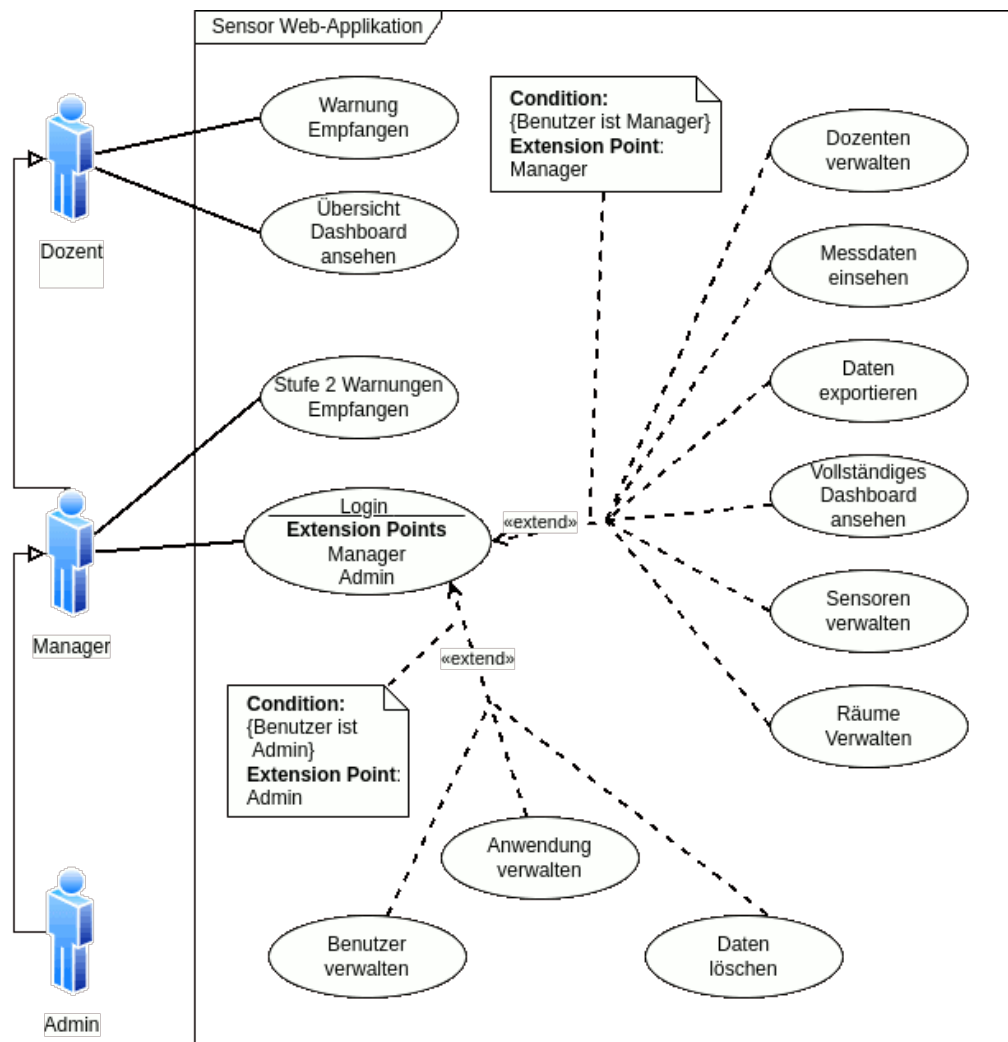 Sensor Web-Applikation
Warnung
Empfangen
Condition:
{Benutzer ist Manager}
Extension Point:
Manager
Dozenten
verwalten
Dozent
Übersicht
Dashboard
ansehen
Messdaten
einsehen
Stufe 2 Warnungen
Empfangen
Daten
exportieren
Login
Extension Points
Manager
Admin
«extend»
Vollständiges
Dashboard
ansehen
Manager
Sensoren
verwalten
«extend»
Condition:
{Benutzer ist
Admin}
Extension Point:
Admin
Räume
Verwalten
Anwendung
verwalten
Benutzer
verwalten
Daten
löschen
Admin